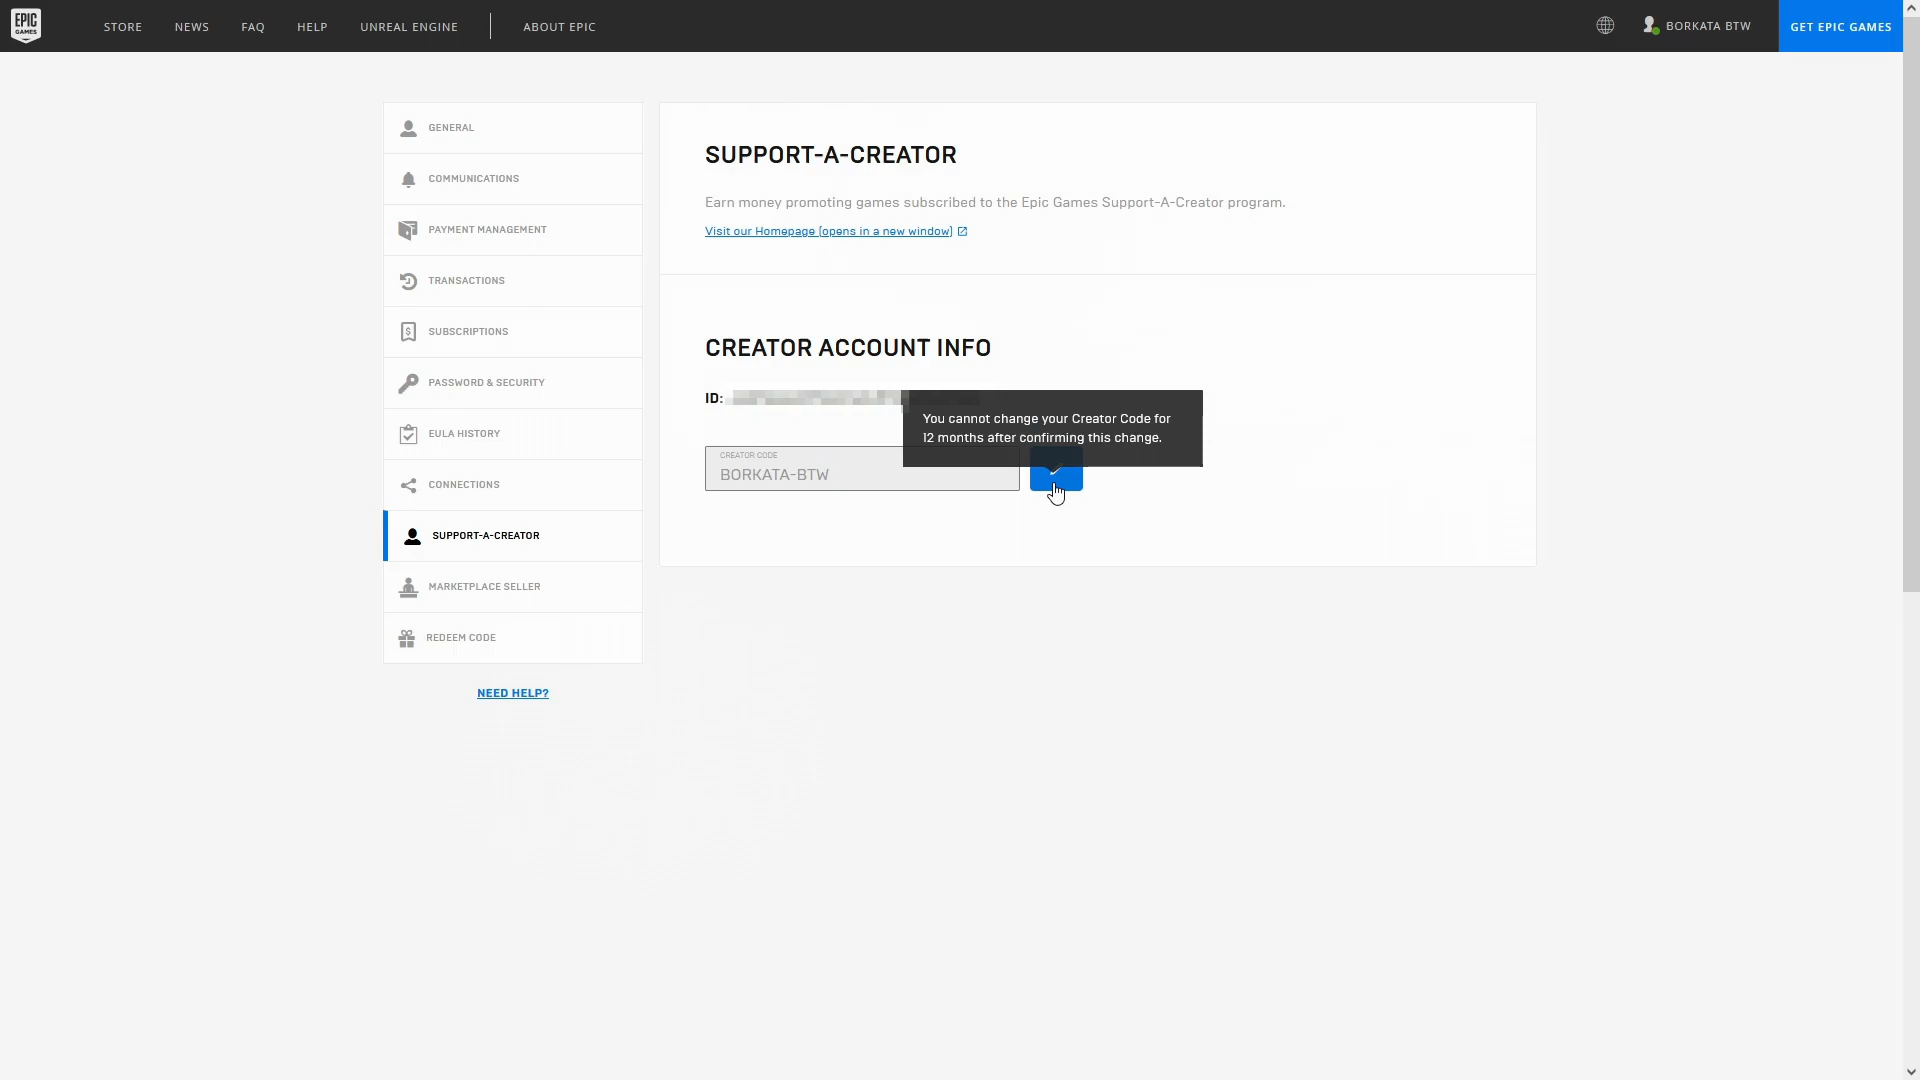 EPIC
GAMES
STORE
NEWS
FAQ
HELP
UNREAL ENGINE
ABOUT EPIC
BORKATA BTW
GET EPIC GAMES
GENERAL
COMMUNICATIONS
PAYMENT MANAGEMENT
TRANSACTIONS
SUBSCRIPTIONS
PASSWORD & SECURITY
EULA HISTORY
CONNECTIONS
SUPPORT-A-CREATOR
MARKETPLACE SELLER
REDEEM CODE
NEED HELP?
SUPPORT-A-CREATOR
Earn money promoting games subscribed to the Epic Games Support-A-Creator program.
Visit our Homepage (opens in a new window)
CREATOR ACCOUNT INFO
ID:
You cannot change your Creator Code for
12 months after confirming this change.
CREATOR CODE
BORKATA-BTW